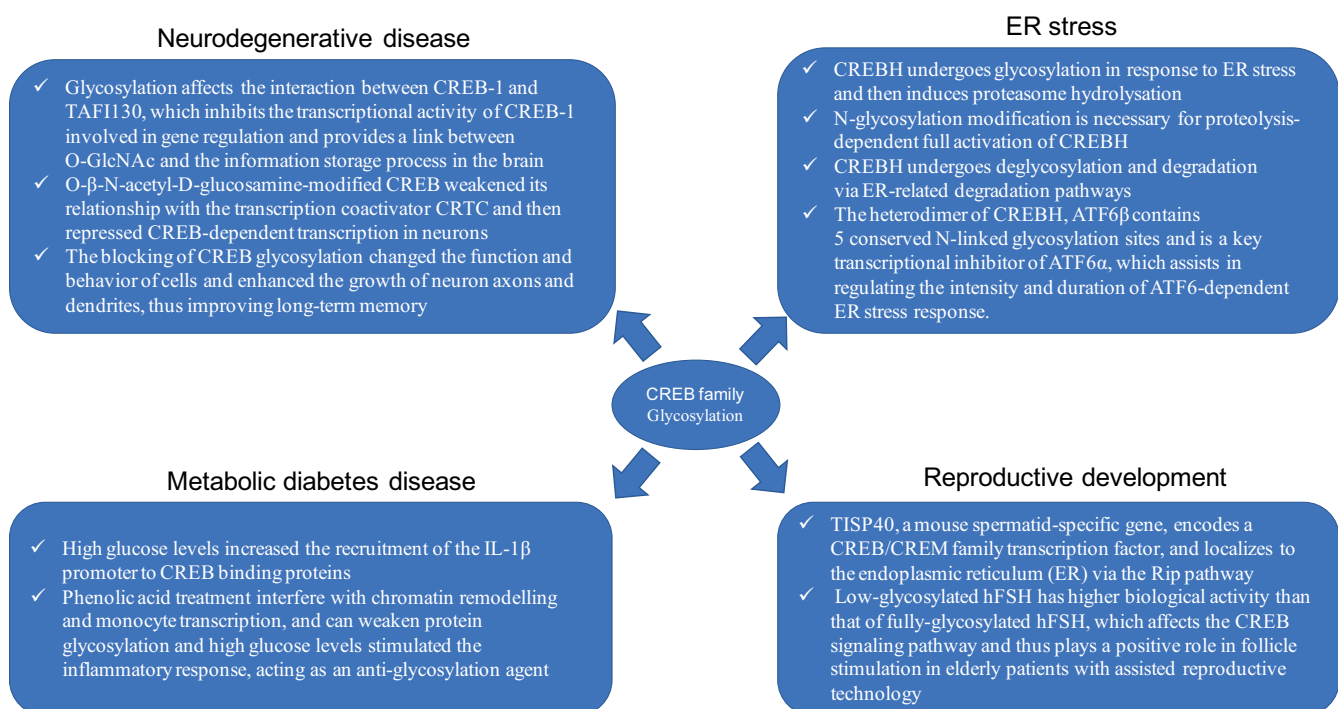 Neurodegenerative disease
✓ Glycosylation affects the interaction between CREB-1 and
TAFI130, which inhibits the transcriptional activity of CREB-1
involved in gene regulation and provides a link between
O-GlcNAc and the information storage process in the brain
✓ O-β-N-acetyl-D-glucosamine-modified CREB weakened its
relationship with the transcription coactivator CRTC and then
repressed CREB-dependent transcription in neurons
✓ The blocking of CREB glycosylation changed the function and
behavior of cells and enhanced the growth of neuron axons and
dendrites, thus improving long-term memory
ER stress
✓ CREBH undergoes glycosylation in response to ER stress
and then induces proteasome hydrolysation
✓ N-glycosylation modification is necessary for proteolysis-
dependent full activation of CREBH
✓ CREBH undergoes deglycosylation and degradation
via ER-related degradation pathways
✓ The heterodimer of CREBH, ATF6β contains
5 conserved N-linked glycosylation sites and is a key
transcriptional inhibitor of ATF6α, which assists in
regulating the intensity and duration of ATF6-dependent
ER stress response.
CREB family
Glycosylation
Metabolic diabetes disease
✓ High glucose levels increased the recruitment of the IL-1β
promoter to CREB binding proteins
✓ Phenolic acid treatment interfere with chromatin remodelling
and monocyte transcription, and can weaken protein
glycosylation and high glucose levels stimulated the
inflammatory response, acting as an anti-glycosylation agent
Reproductive development
✓ TISP40, a mouse spermatid-specific gene, encodes a
CREB/CREM family transcription factor, and localizes to
the endoplasmic reticulum (ER) via the Rip pathway
✓ Low-glycosylated hFSH has higher biological activity than
that of fully-glycosylated hFSH, which affects the CREB
signaling pathway and thus plays a positive role in follicle
stimulation in elderly patients with assisted reproductive
technology